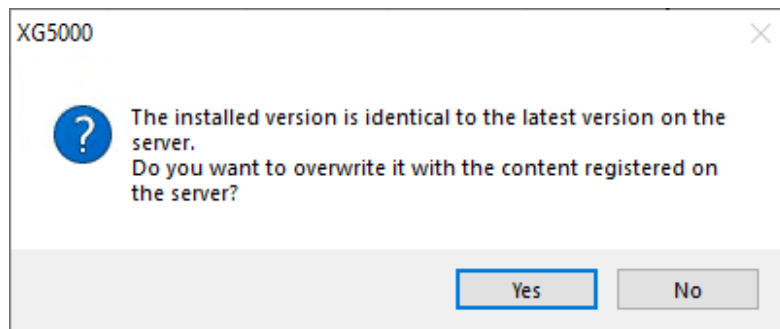 XG5000
The installed version is identical to the latest version on the
server.
Do you want to overwrite it with the content registered on
the server?
Yes
No